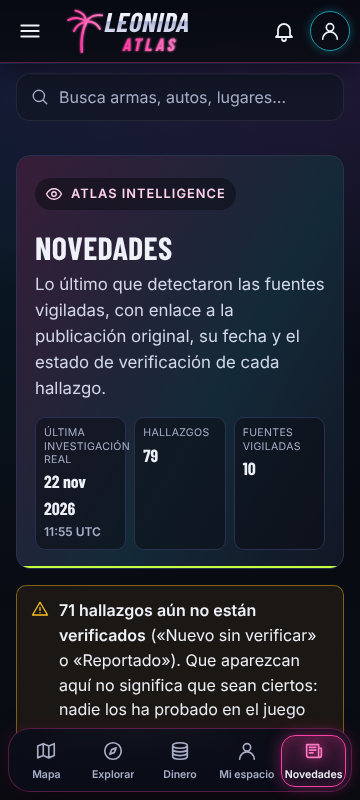 LEONIDA
ATLAS
Busca armas, autos, lugares...
ATLAS INTELLIGENCE
NOVEDADES
Lo último que detectaron las fuentes
vigiladas, con enlace a la
publicación original, su fecha y el
estado de verificación de cada
hallazgo.
ÚLTIMA
INVESTIGACIÓN
REAL
22 nov
2026
11:55 UTC
HALLAZGOS
79
FUENTES
VIGILADAS
10
71 hallazgos aún no están
verificados («Nuevo sin verificar»
o «Reportado»). Que aparezcan
aquí no significa que sean ciertos:
nadie los ha probado en el juego
Mapa
Explorar
Dinero
Mi espacio
Novedades